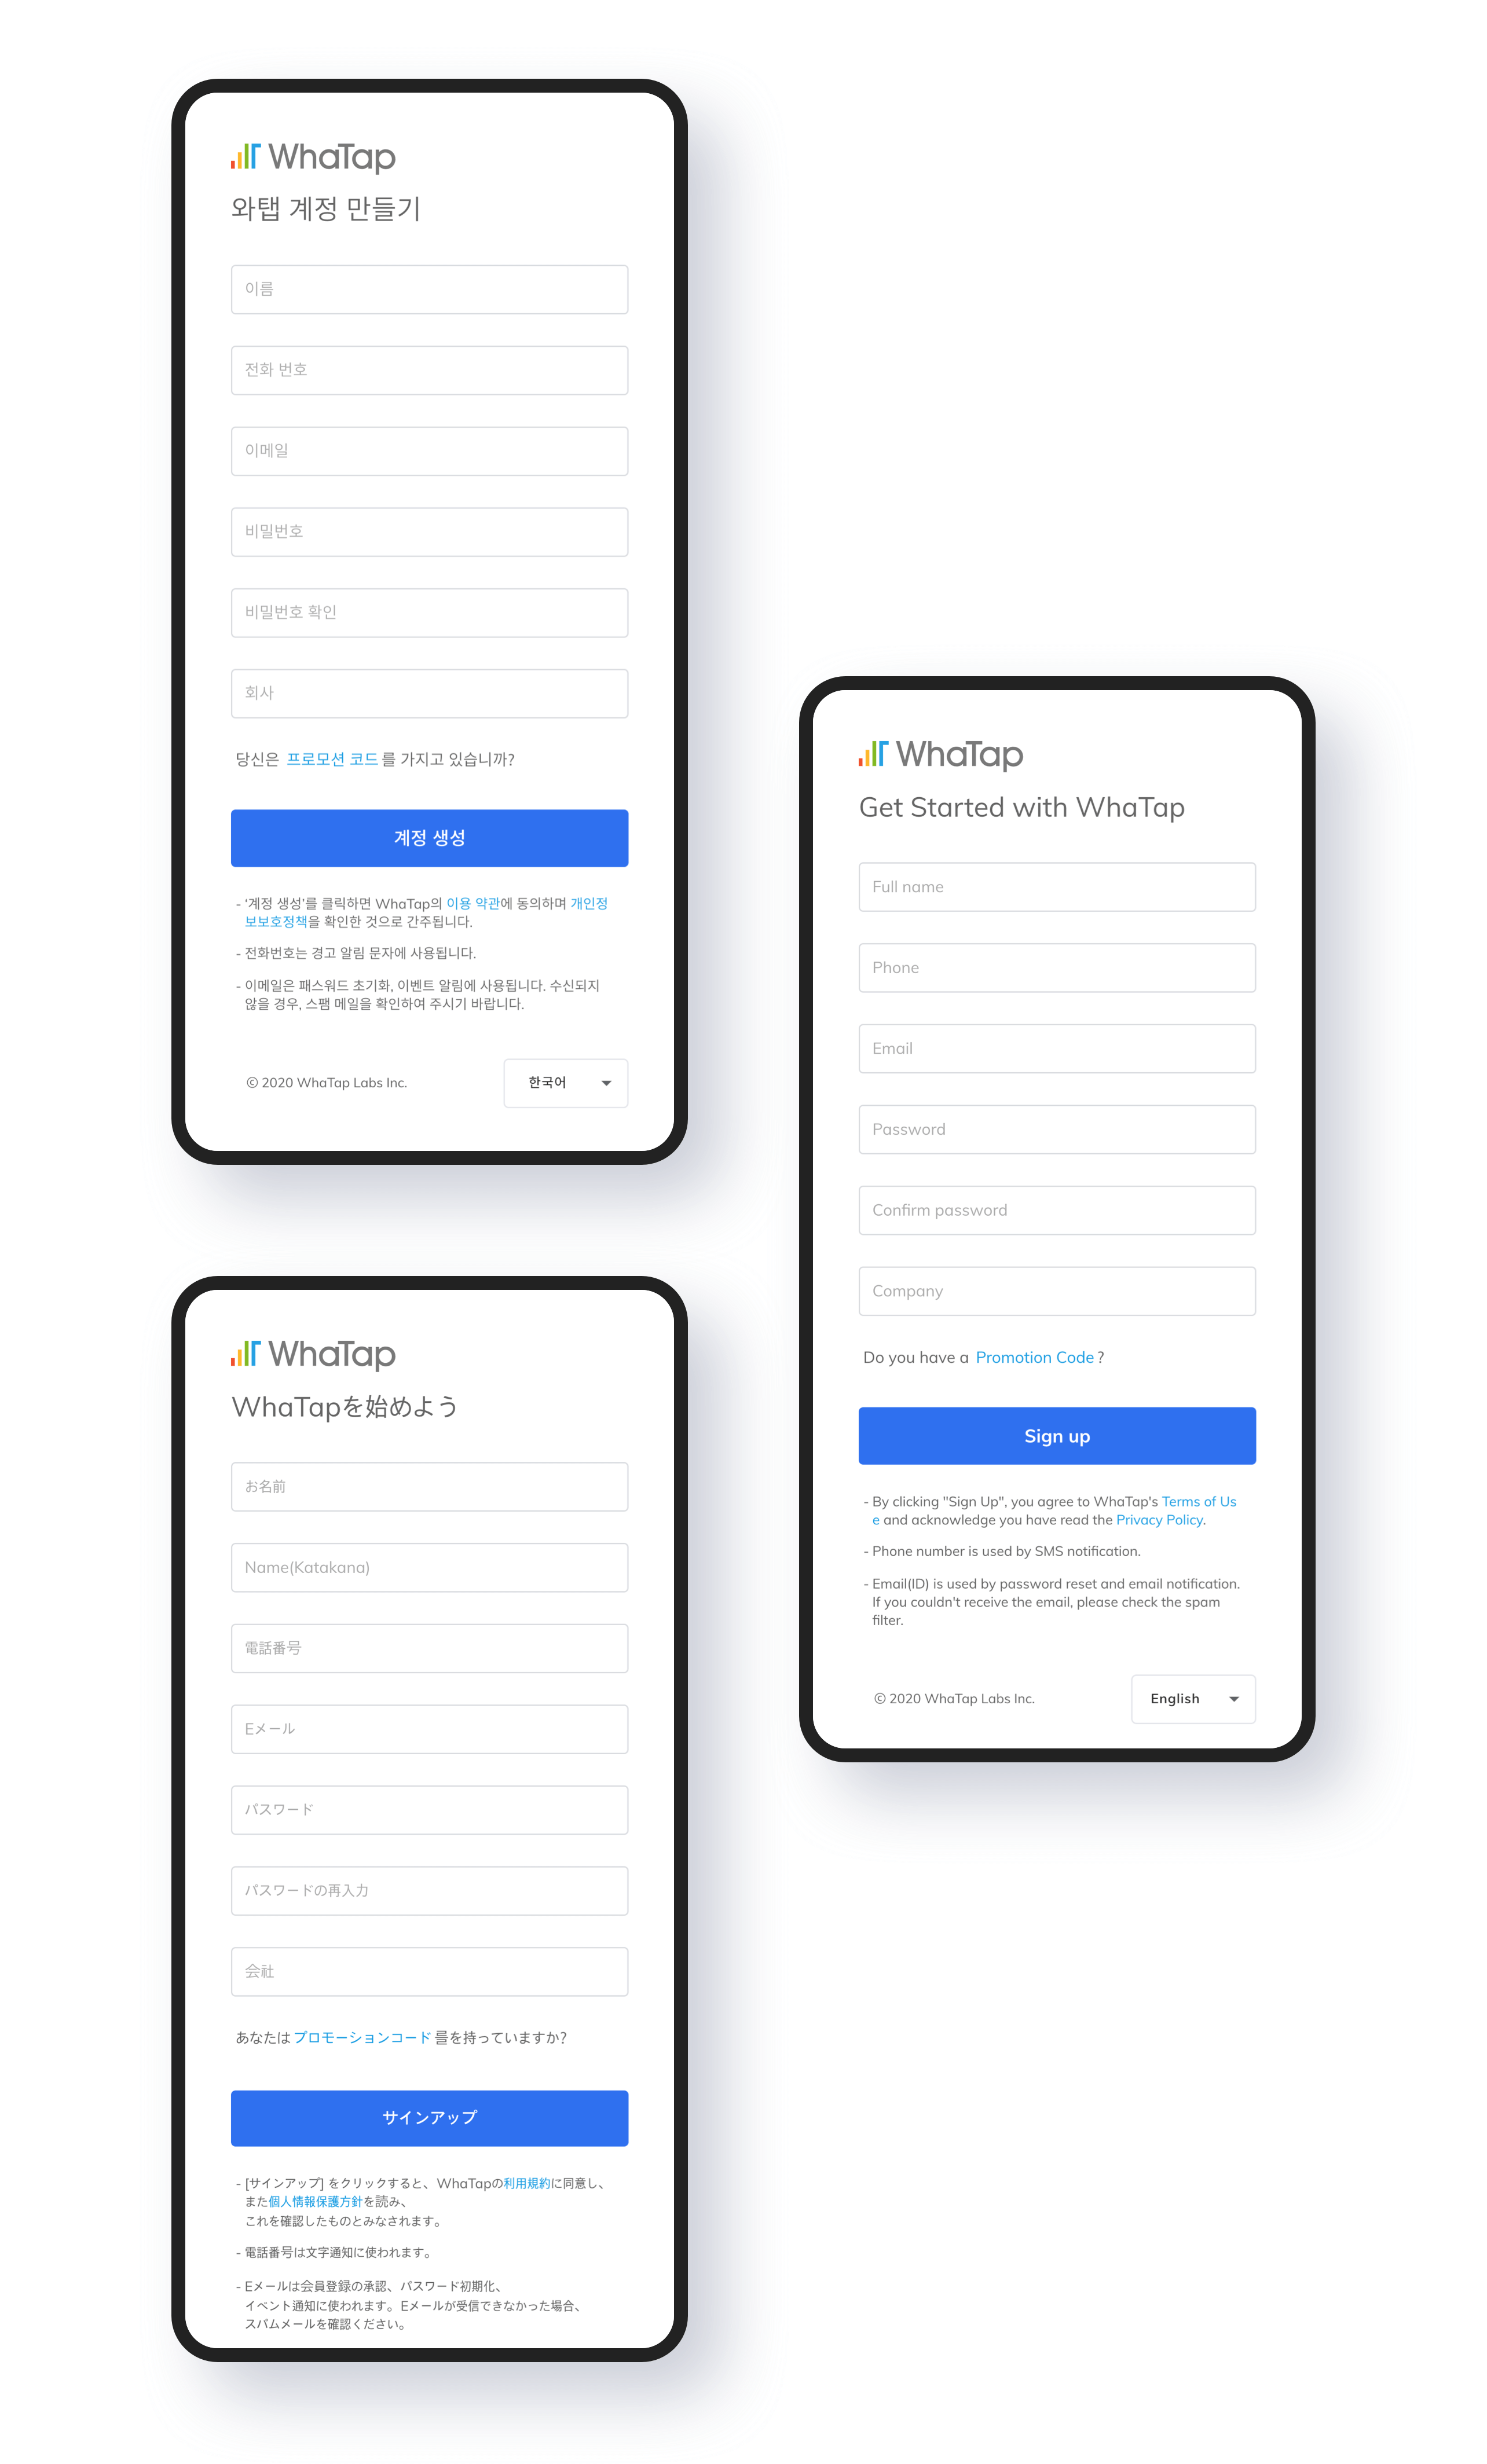 WhaTap
와탭 계정 만들기
이름
전화 번호
이메일
비밀번호
비밀번호 확인
회사
당신은 프로모션 코드 를 가지고 있습니까?
계정 생성
- ‘계정 생성’를 클릭하면 WhaTap의 이용 약관에 동의하며 개인정
보보호정책을 확인한 것으로 간주됩니다.
- 전화번호는 경고 알림 문자에 사용됩니다.
- 이메일은 패스워드 초기화, 이벤트 알림에 사용됩니다. 수신되지
않을 경우, 스팸 메일을 확인하여 주시기 바랍니다.
© 2020 WhaTap Labs Inc.
한국어
WhaTap
Get Started with WhaTap
Full name
Phone
Email
Password
Confirm password
Company
Do you have a Promotion Code ?
Sign up
- By clicking "Sign Up", you agree to WhaTap's Terms of Us
e and acknowledge you have read the Privacy Policy.
- Phone number is used by SMS notification.
- Email(ID) is used by password reset and email notification.
If you couldn't receive the email, please check the spam
filter.
© 2020 WhaTap Labs Inc.
English
WhaTap
WhaTapを始めよう
お名前
Name(Katakana)
電話番号
Eメール
パスワード
パスワードの再入力
会社
あなたは プロモーションコード 를を持っていますか?
サインアップ
- [サインアップ] をクリックすると、WhaTapの利用規約に同意し、
また個人情報保護方針を読み、
これを確認したものとみなされます。
- 電話番号は文字通知に使われます。
- Eメールは会員登録の承認、パスワード初期化、
イベント通知に使われます。Eメールが受信できなかった場合、
スパムメールを確認ください。